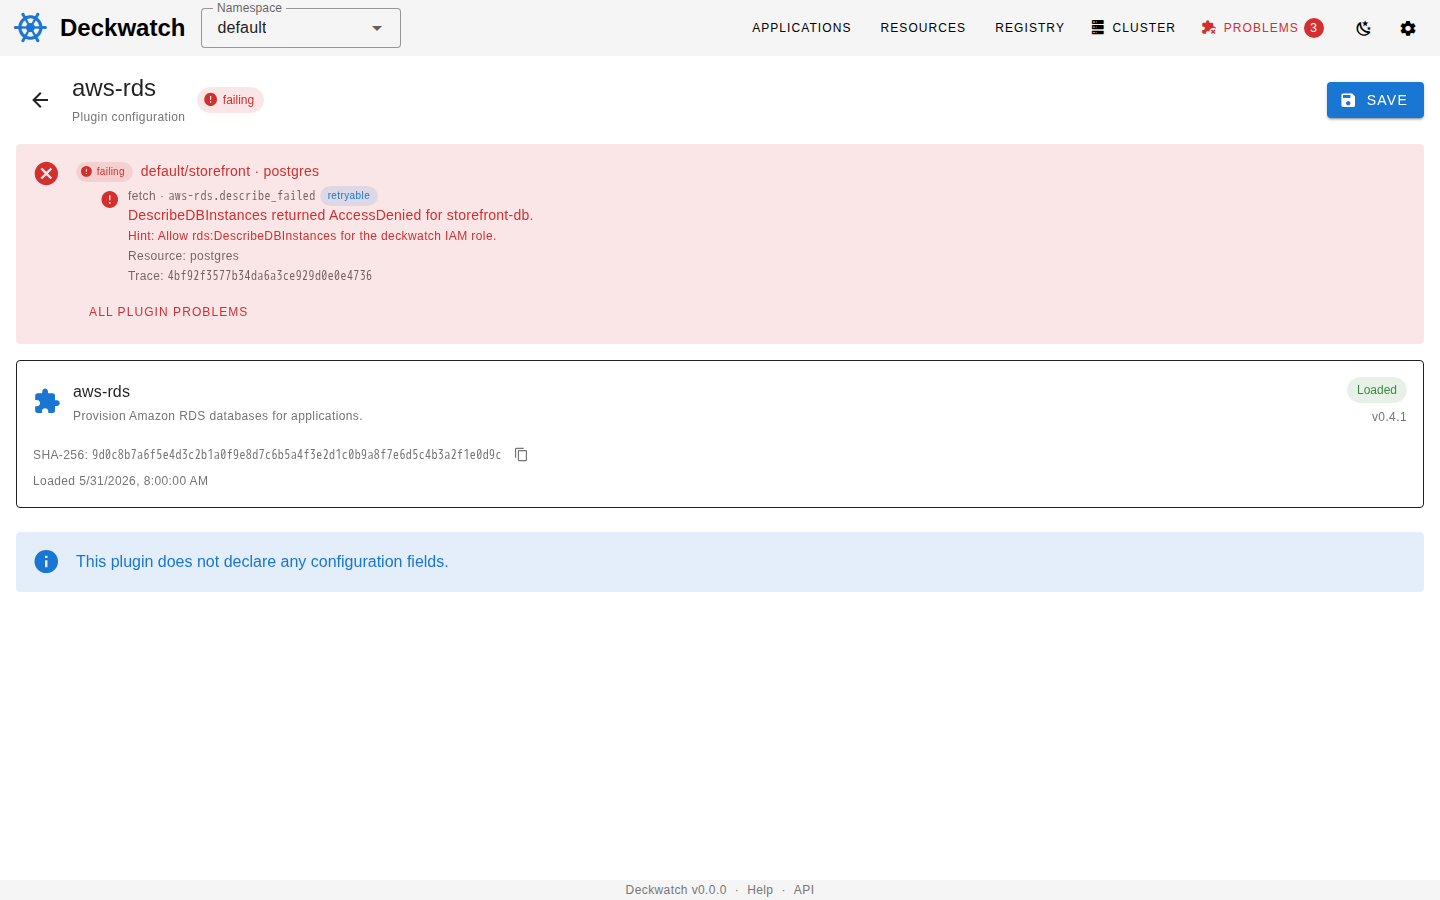 Deckwatch
Namespace
default
APPLICATIONS
RESOURCES
REGISTRY
CLUSTER
PROBLEMS 3
aws-rds
Plugin configuration
failing
SAVE
failing default/storefront · postgres
fetch · aws-rds.describe_failed retryable
DescribeDBInstances returned AccessDenied for storefront-db.
Hint: Allow rds:DescribeDBInstances for the deckwatch IAM role.
Resource: postgres
Trace: 4bf92f3577b34da6a3ce929d0e0e4736
ALL PLUGIN PROBLEMS
aws-rds
Provision Amazon RDS databases for applications.
Loaded
v0.4.1
SHA-256: 9d0c8b7a6f5e4d3c2b1a0f9e8d7c6b5a4f3e2d1c0b9a8f7e6d5c4b3a2f1e0d9c
Loaded 5/31/2026, 8:00:00 AM
This plugin does not declare any configuration fields.
Deckwatch v0.0.0 · Help · API